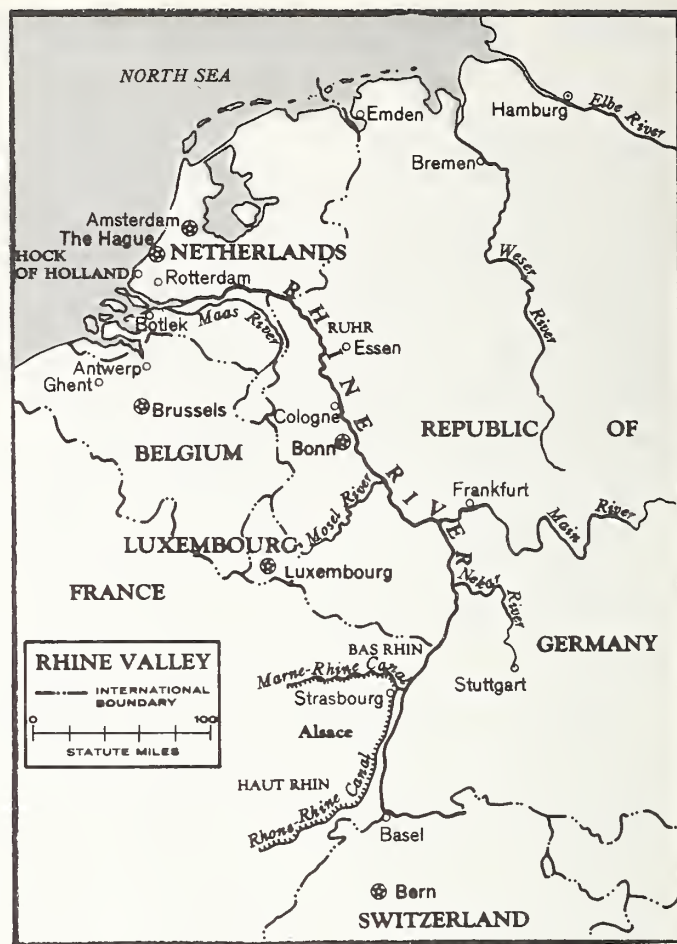 NORTH SEA
Emden
Hamburg
Elbe River
Bremen
Amsterdam
The Hague
NETHERLANDS
HOCK
OF HOLLAND
Rotterdam
Weser
River
Botlek
Maas River
RHINE RIVER
RUHR
Essen
Antwerp
Ghent
Brussels
Cologne
BELGIUM
Bonn
REPUBLIC OF
Frankfurt
Main
River
Mosel River
LUXEMBOURG
Luxembourg
FRANCE
Nekar
River
GERMANY
BAS RHIN
RHINE VALLEY
INTERNATIONAL
BOUNDARY
0 100
STATUTE MILES
Marne-Rhine Canal
Strasbourg
Stuttgart
Alsace
HAUT RHIN
Rhone-Rhine Canal
Basel
Bern
SWITZERLAND